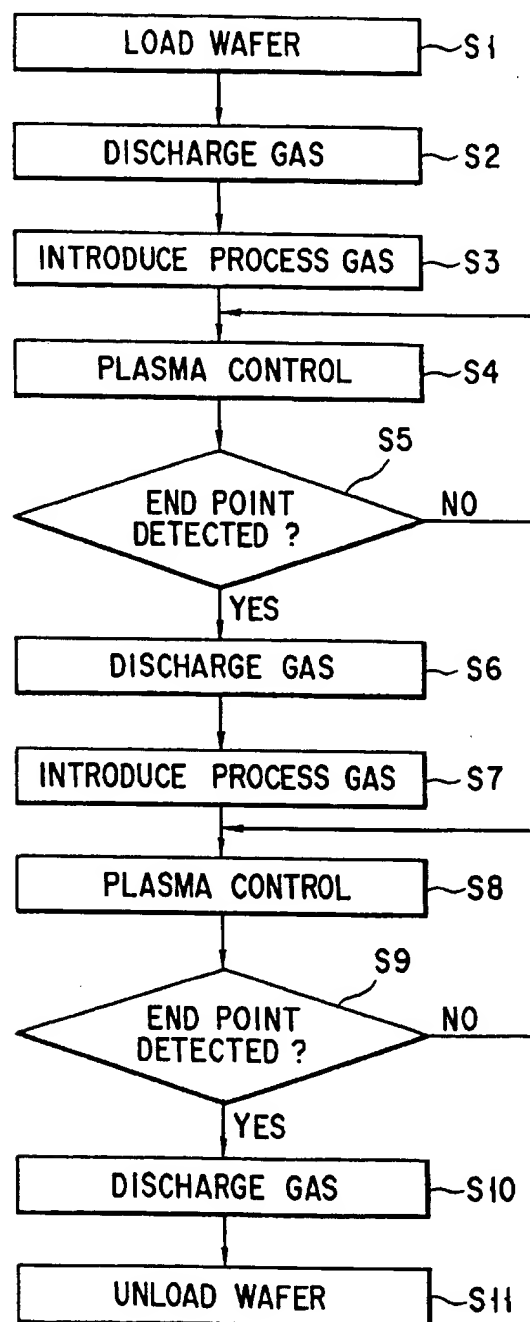 LOAD WAFER S1
DISCHARGE GAS S2
INTRODUCE PROCESS GAS S3
PLASMA CONTROL S4
S5
END POINT
DETECTED ? NO
YES
DISCHARGE GAS S6
INTRODUCE PROCESS GAS S7
PLASMA CONTROL S8
S9
END POINT
DETECTED ? NO
YES
DISCHARGE GAS S10
UNLOAD WAFER S11